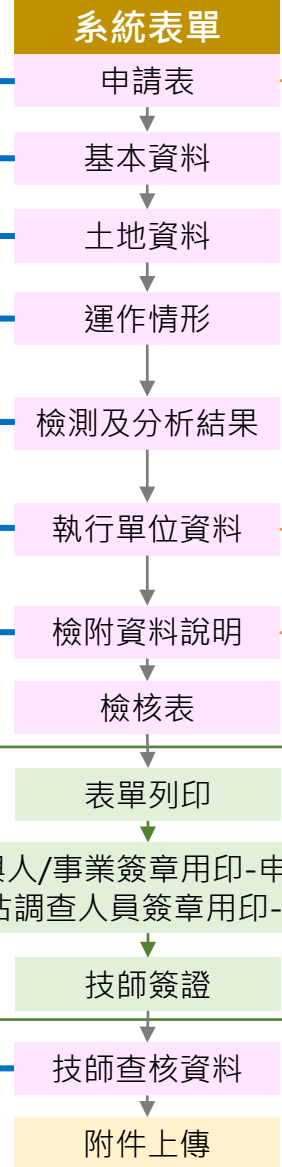 系統表單
申請表
基本資料
土地資料
運作情形
檢測及分析結果
執行單位資料
檢附資料說明
檢核表
表單列印
人/事業簽章用印-申
調查人員簽章用印-
技師簽證
技師查核資料
附件上傳